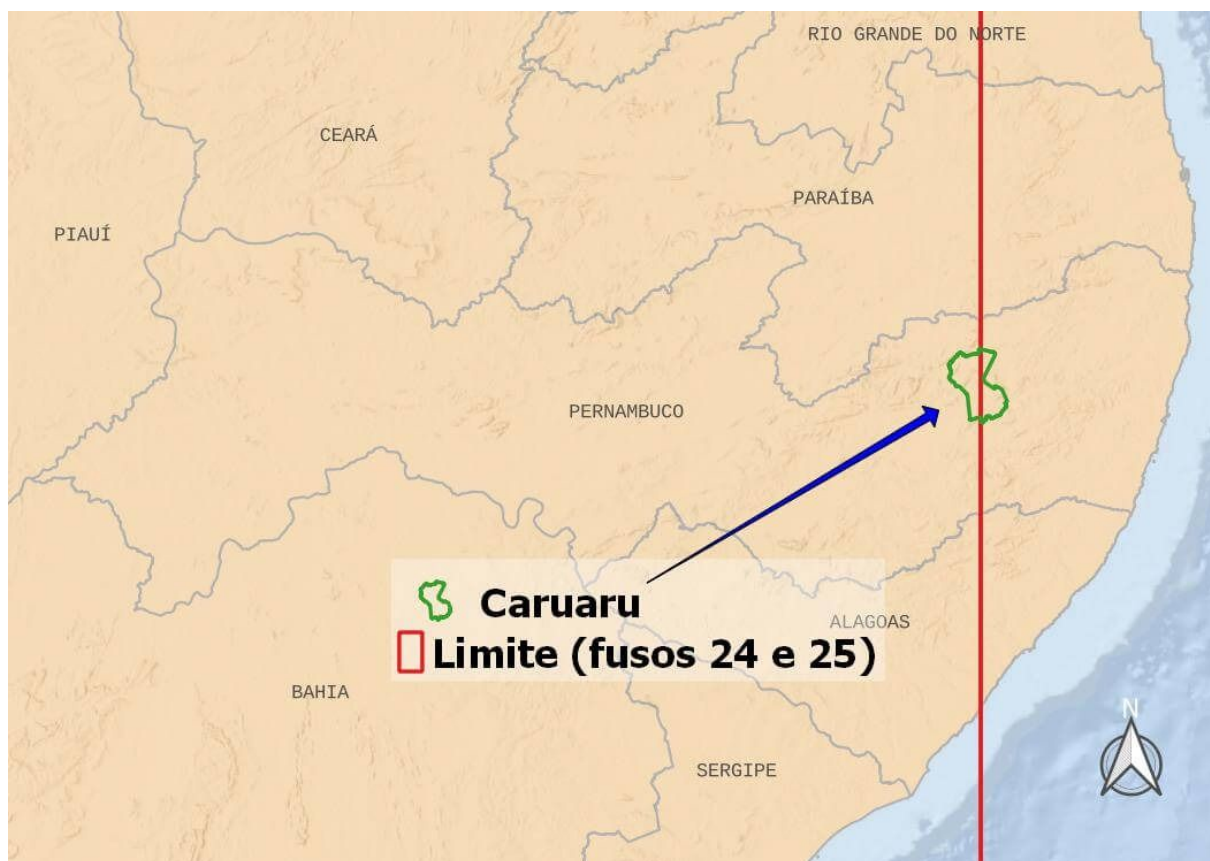 RIO GRANDE DO NORTE
CEARÁ
PARAÍBA
PIAUÍ
PERNAMBUCO
Caruaru
ALAGOAS
Limite (fusos 24 e 25)
BAHIA
N
SERGIPE